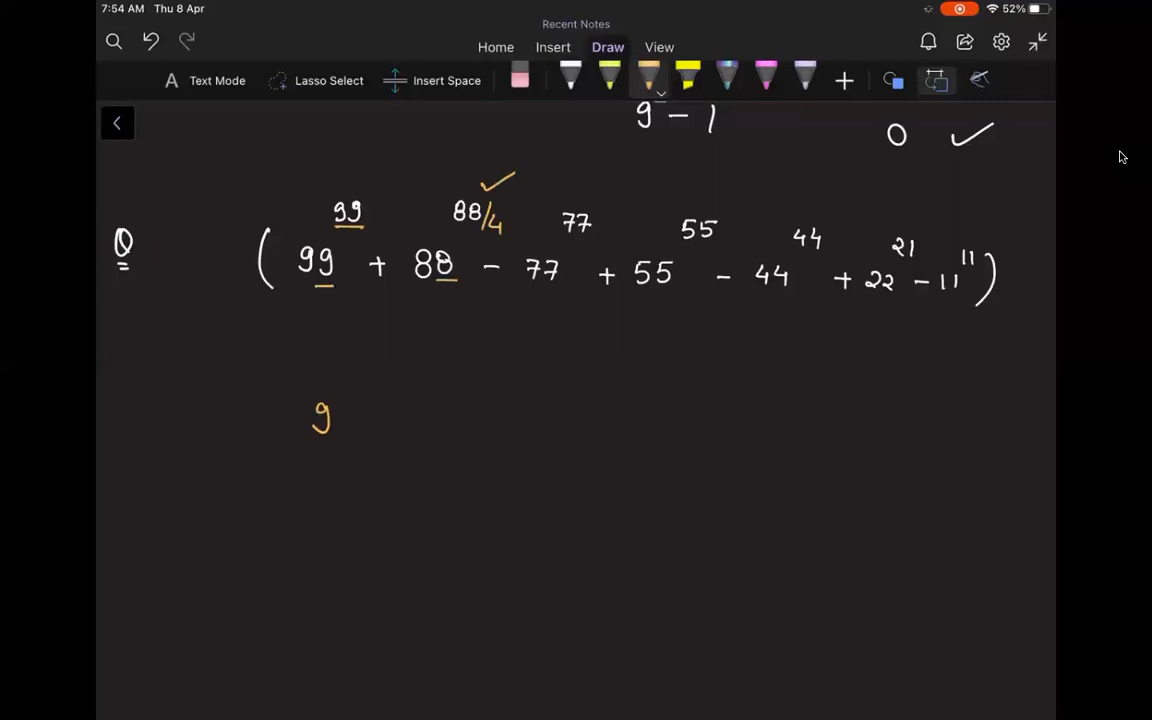 7:54 AM Thu 8 Apr 52%
Recent Notes
Home Insert Draw View
Text Mode Lasso Select Insert Space
9 - 1
0 ✓
Q (99^99 + 88^88/4 ✓ - 77^77 + 55^55 - 44^44 + 22^21 - 11^11)
9